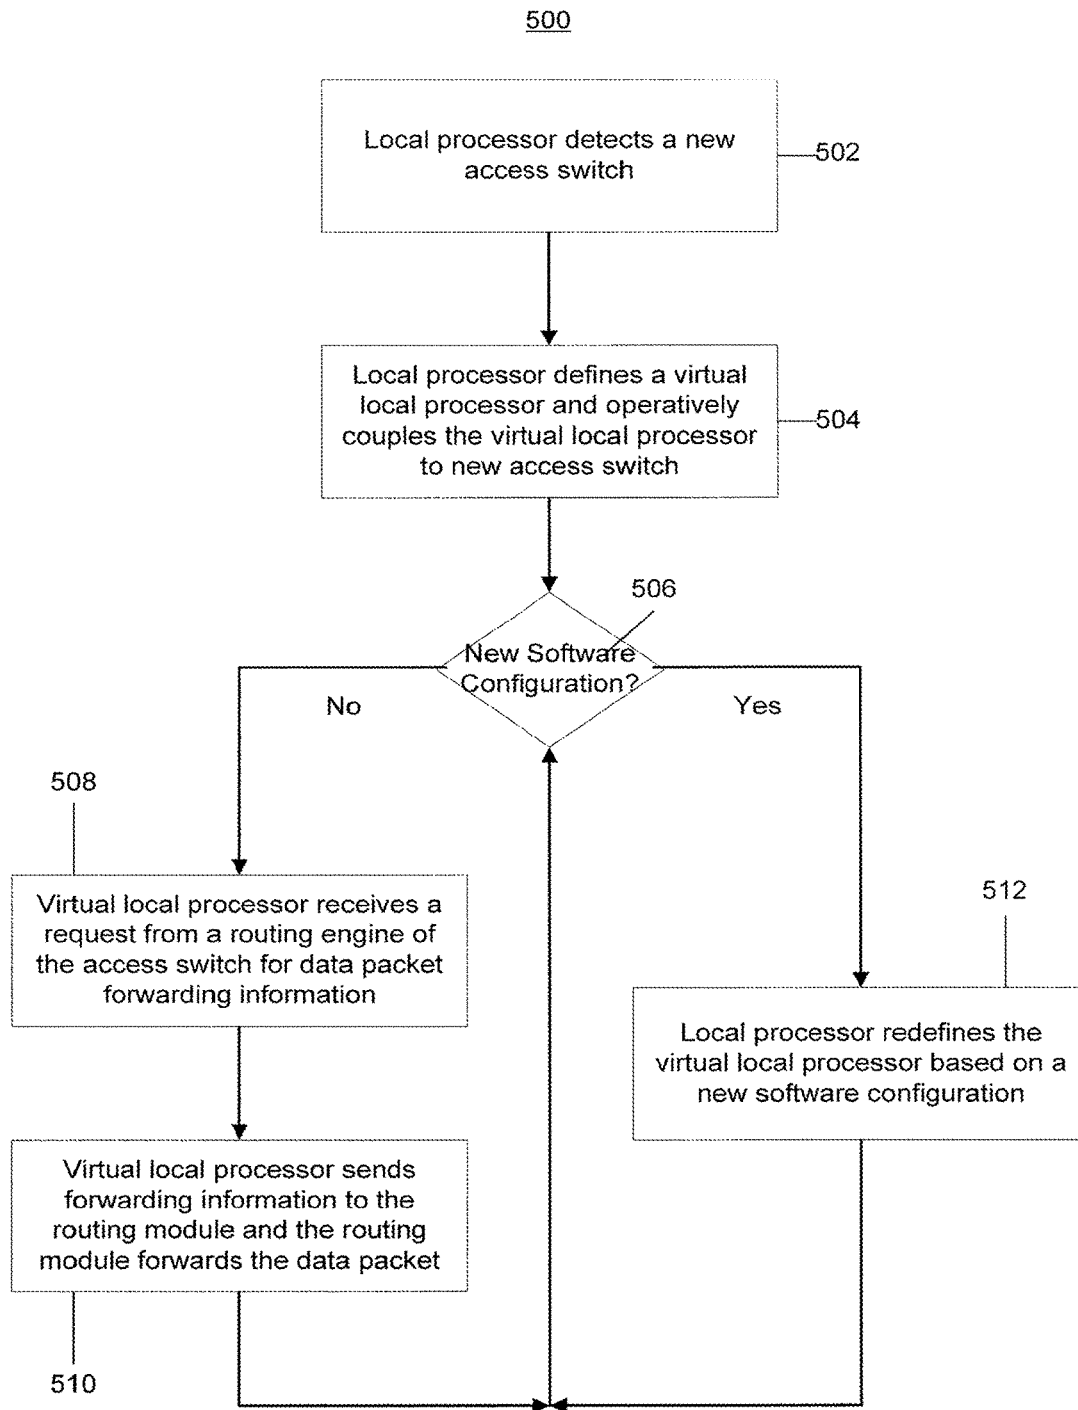 500
Local processor detects a new
access switch
502
Local processor defines a virtual
local processor and operatively
couples the virtual local processor
to new access switch
504
506
New Software
Configuration?
No
Yes
508
Virtual local processor receives a
request from a routing engine of
the access switch for data packet
forwarding information
512
Local processor redefines the
virtual local processor based on a
new software configuration
Virtual local processor sends
forwarding information to the
routing module and the routing
module forwards the data packet
510